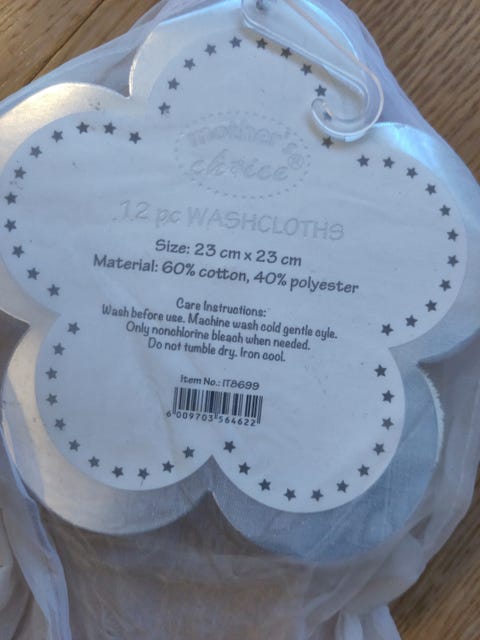 mother's
choice®
12 pc WASHCLOTHS
Size: 23 cm x 23 cm
Material: 60% cotton, 40% polyester
Care Instructions:
Wash before use. Machine wash cold gentle cyle.
Only nonchlorine bleach when needed.
Do not tumble dry. Iron cool.
Item No.: IT8699
6 009703 564622